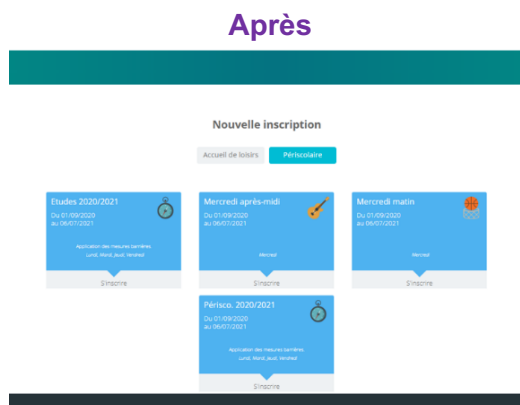 Après
Nouvelle inscription
Accueil de loisirs
Périscolaire
Etudes 2020/2021
Du 01/09/2020
au 06/07/2021
Application des mesures barrières
Lundi, Mardi, Jeudi, Vendredi
S'inscrire
Mercredi après-midi
Du 01/09/2020
au 06/07/2021
Mercredi
S'inscrire
Mercredi matin
Du 01/09/2020
au 06/07/2021
Mercredi
S'inscrire
Périsco. 2020/2021
Du 01/09/2020
au 06/07/2021
Application des mesures barrières
Lundi, Mardi, Jeudi, Vendredi
S'inscrire